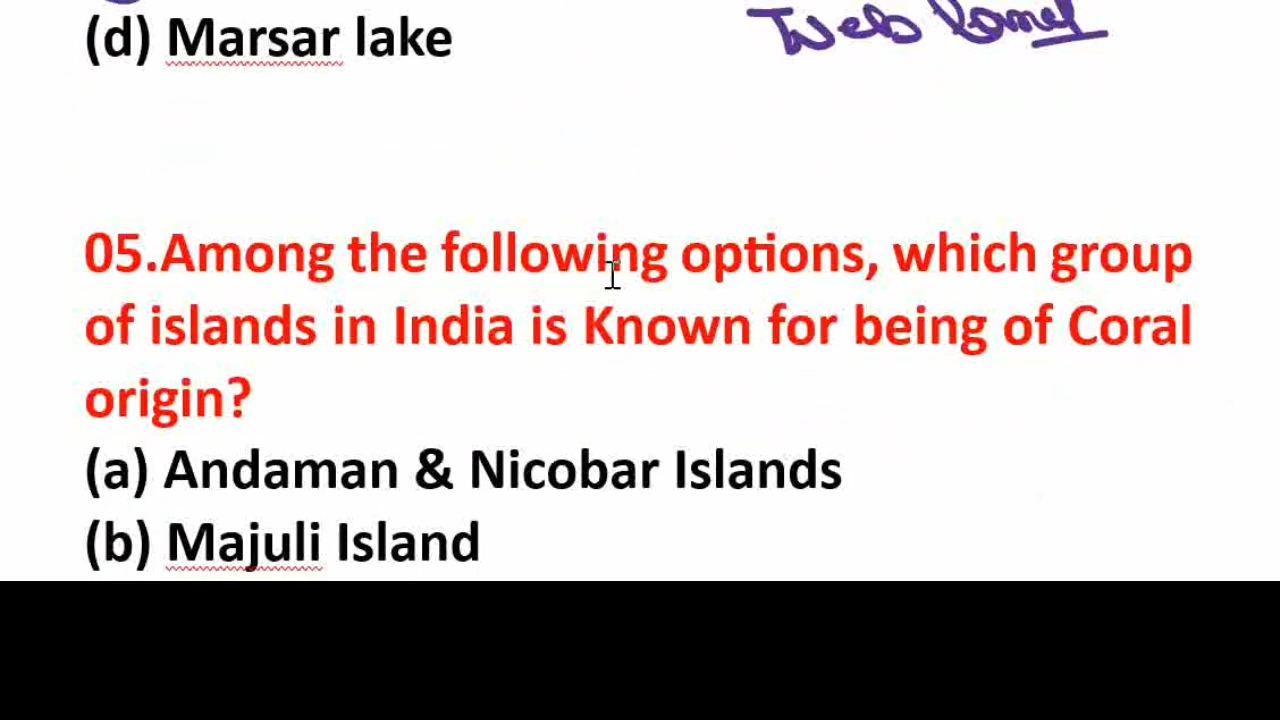 (d) Marsar lake
05.Among the following options, which group
of islands in India is Known for being of Coral
origin?
(a) Andaman & Nicobar Islands
(b) Majuli Island